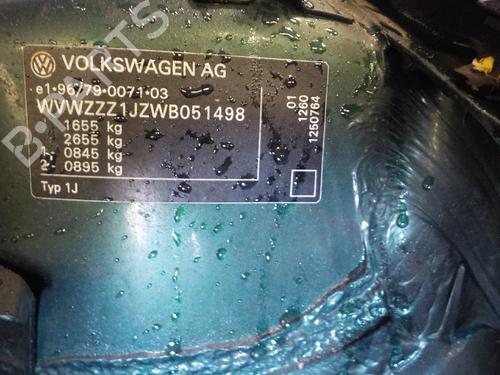 VOLKSWAGEN AG
e1*96/79*0071*03
WVWZZZ1JZWB051498
1655 kg
2655 kg
1- 0845 kg
2- 0895 kg
Typ 1J
01
1260
1250764
B-PARTS